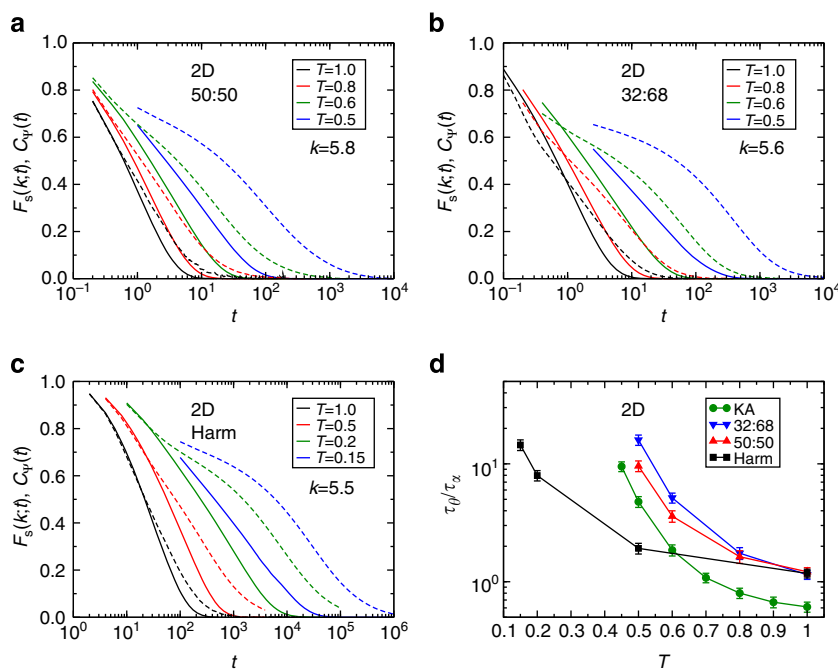 a
2D
50:50
T=1.0
T=0.8
T=0.6
T=0.5
k=5.8
F_s(k;t), C_Ψ(t)
1.0
0.8
0.6
0.4
0.2
0.0
10^−1 10^0 10^1 10^2 10^3 10^4
t
b
2D
32:68
T=1.0
T=0.8
T=0.6
T=0.5
k=5.6
F_s(k;t), C_Ψ(t)
1.0
0.8
0.6
0.4
0.2
0.0
10^−1 10^0 10^1 10^2 10^3 10^4
t
c
2D
Harm
T=1.0
T=0.5
T=0.2
T=0.15
k=5.5
F_s(k;t), C_Ψ(t)
1.0
0.8
0.6
0.4
0.2
0.0
10^0 10^1 10^2 10^3 10^4 10^5 10^6
t
d
2D
KA
32:68
50:50
Harm
τ_θ/τ_α
10^1
10^0
0.1 0.2 0.3 0.4 0.5 0.6 0.7 0.8 0.9 1
T